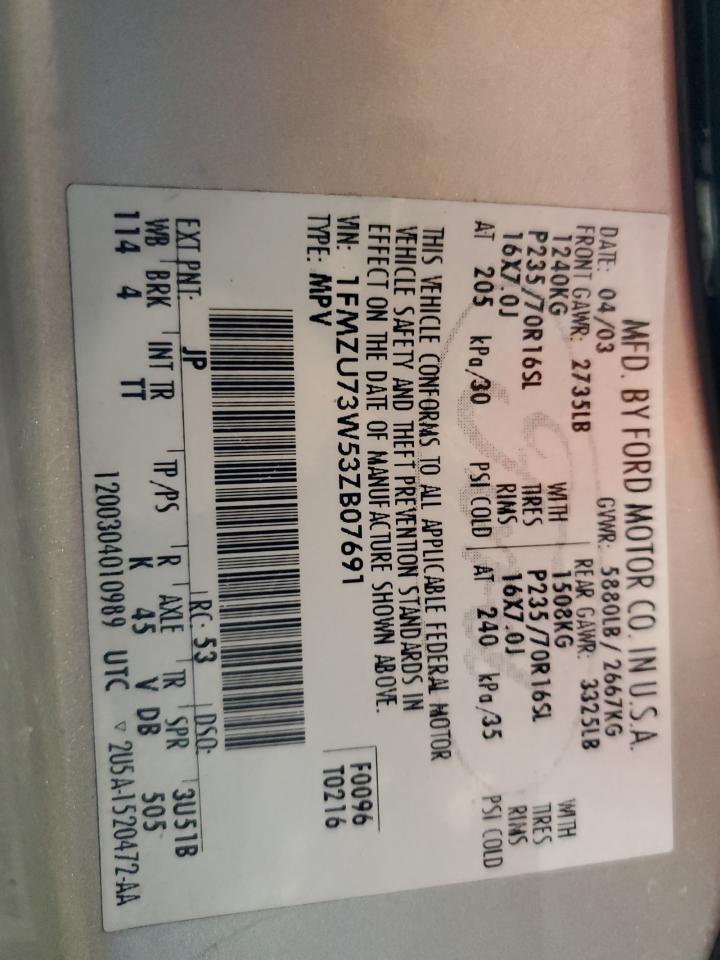 MFD. BY FORD MOTOR CO. IN U.S.A.
DATE: 04/03 GVWR: 5880LB / 2667KG
FRONT GAWR: 2735LB REAR GAWR: 3325LB
1240KG WITH 1508KG WITH
P235/70R16SL TIRES P235/70R16SL TIRES
16X7.0J RIMS 16X7.0J RIMS
AT 205 kPa/30 PSI COLD AT 240 kPa/35 PSI COLD
THIS VEHICLE CONFORMS TO ALL APPLICABLE FEDERAL MOTOR
VEHICLE SAFETY AND THEFT PREVENTION STANDARDS IN
EFFECT ON THE DATE OF MANUFACTURE SHOWN ABOVE.
VIN: 1FMZU73W53ZB07691 F0096
TYPE: MPV T0216
EXT PNT: JP RC: 53 DSO: 3U51B
WB BRK INT TR TP/PS R AXLE TR SPR
114 4 TT K 45 V DB 505
1200304010989 UTC ▽ 2U5A-1520472-AA